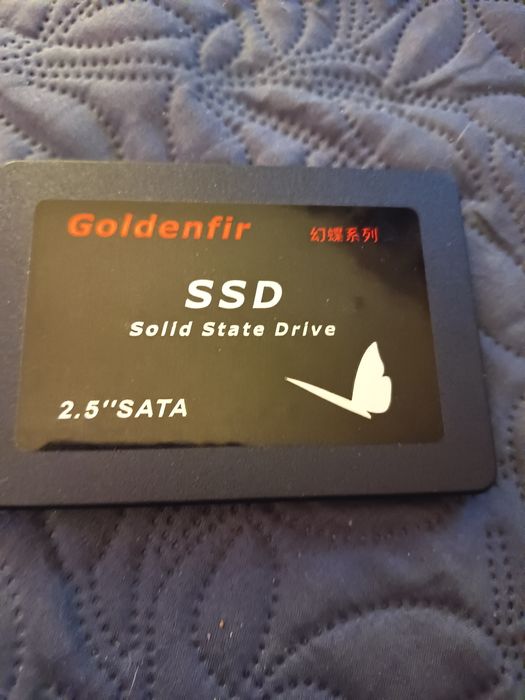 Goldenfir
幻蝶系列
SSD
Solid State Drive
2.5"SATA